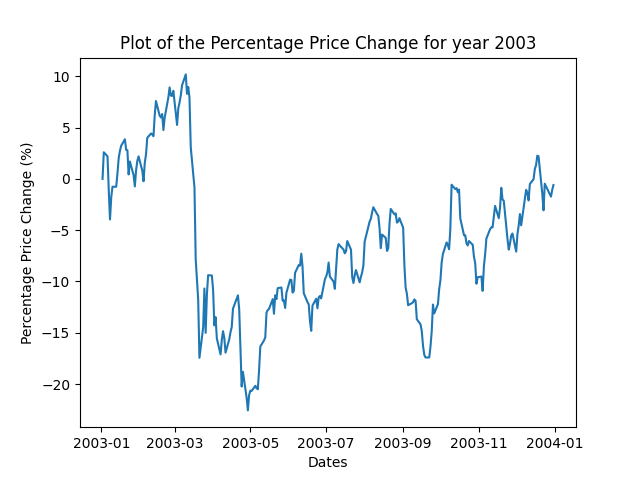 Plot of the Percentage Price Change for year 2003
Percentage Price Change (%)
10
5
0
−5
−10
−15
−20
2003-01 2003-03 2003-05 2003-07 2003-09 2003-11 2004-01
Dates